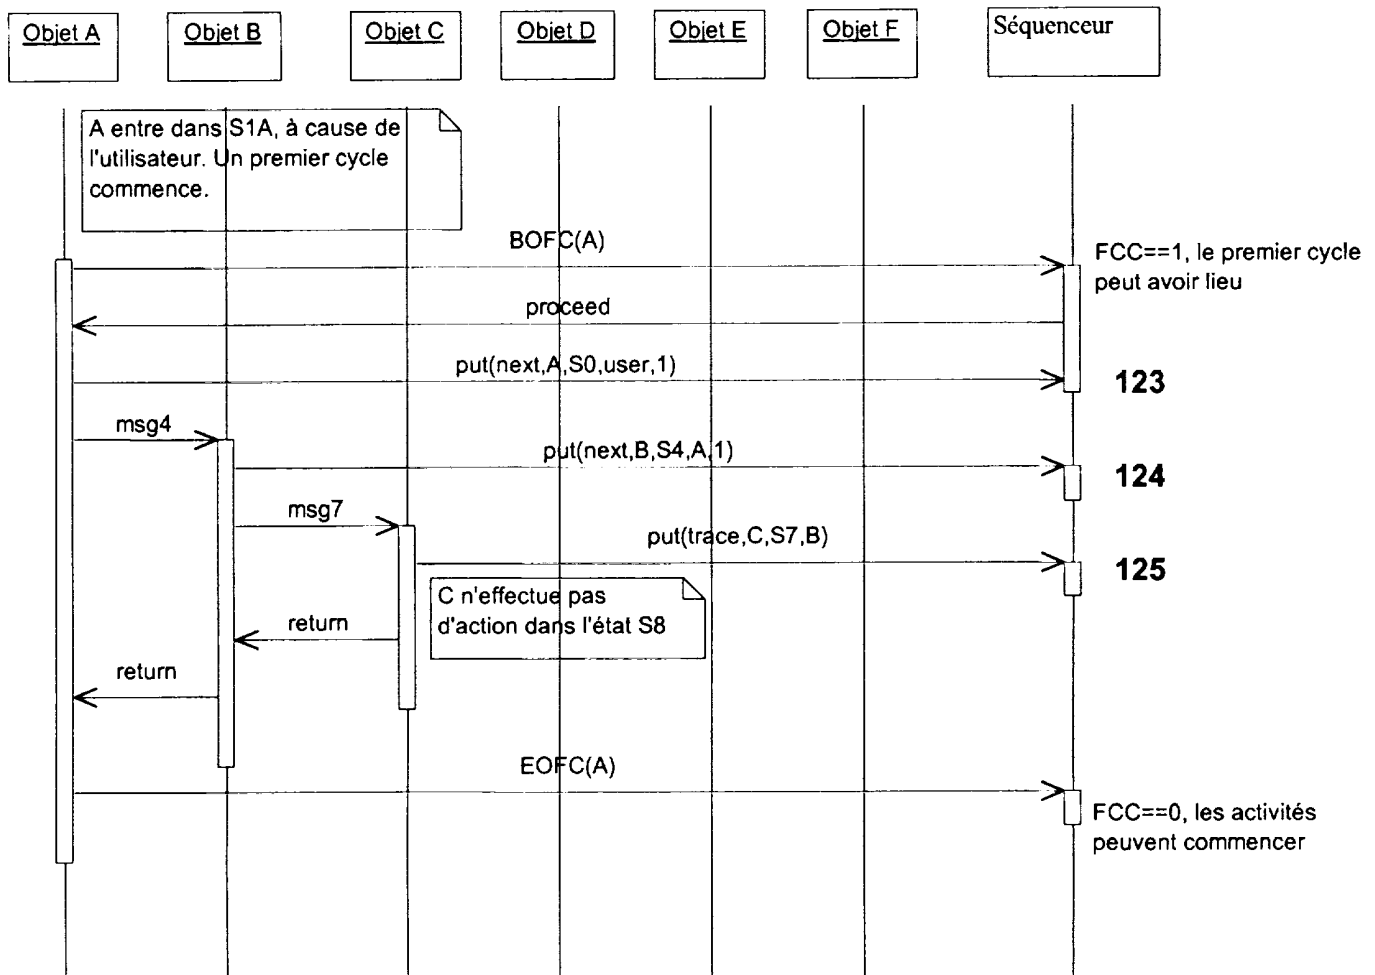 Objet A
Objet B
Objet C
Objet D
Objet E
Objet F
Séquenceur
A entre dans S1A, à cause de
l'utilisateur. Un premier cycle
commence.
BOFC(A)
FCC==1, le premier cycle
peut avoir lieu
proceed
put(next,A,S0,user,1)
123
msg4
put(next,B,S4,A,1)
124
msg7
put(trace,C,S7,B)
125
C n'effectue pas
d'action dans l'état S8
return
return
EOFC(A)
FCC==0, les activités
peuvent commencer